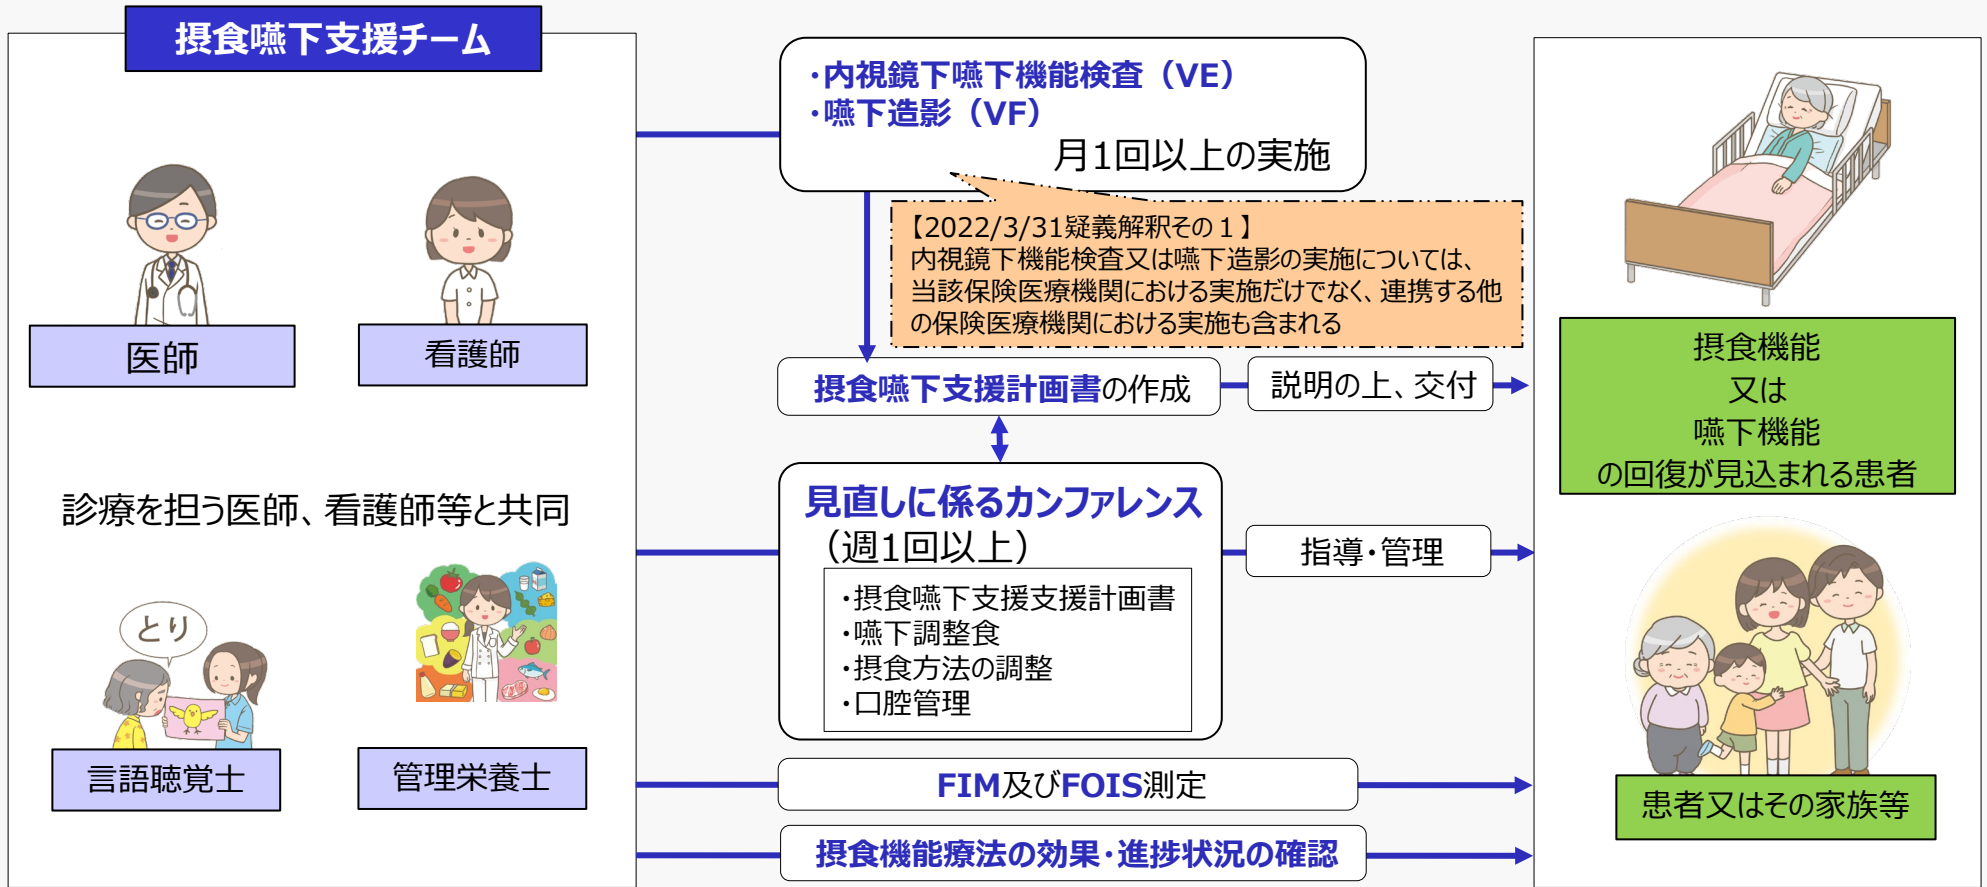 摂食嚥下支援チーム
医師
看護師
診療を担う医師、看護師等と共同
とり
言語聴覚士
管理栄養士
・内視鏡下嚥下機能検査（VE）
・嚥下造影（VF）
月1回以上の実施
【2022/3/31疑義解釈その１】
内視鏡下機能検査又は嚥下造影の実施については、
当該保険医療機関における実施だけでなく、連携する他
の保険医療機関における実施も含まれる
摂食嚥下支援計画書の作成
説明の上、交付
見直しに係るカンファレンス
（週1回以上）
・摂食嚥下支援支援計画書
・嚥下調整食
・摂食方法の調整
・口腔管理
指導・管理
FIM及びFOIS測定
摂食機能療法の効果・進捗状況の確認
摂食機能
又は
嚥下機能
の回復が見込まれる患者
患者又はその家族等